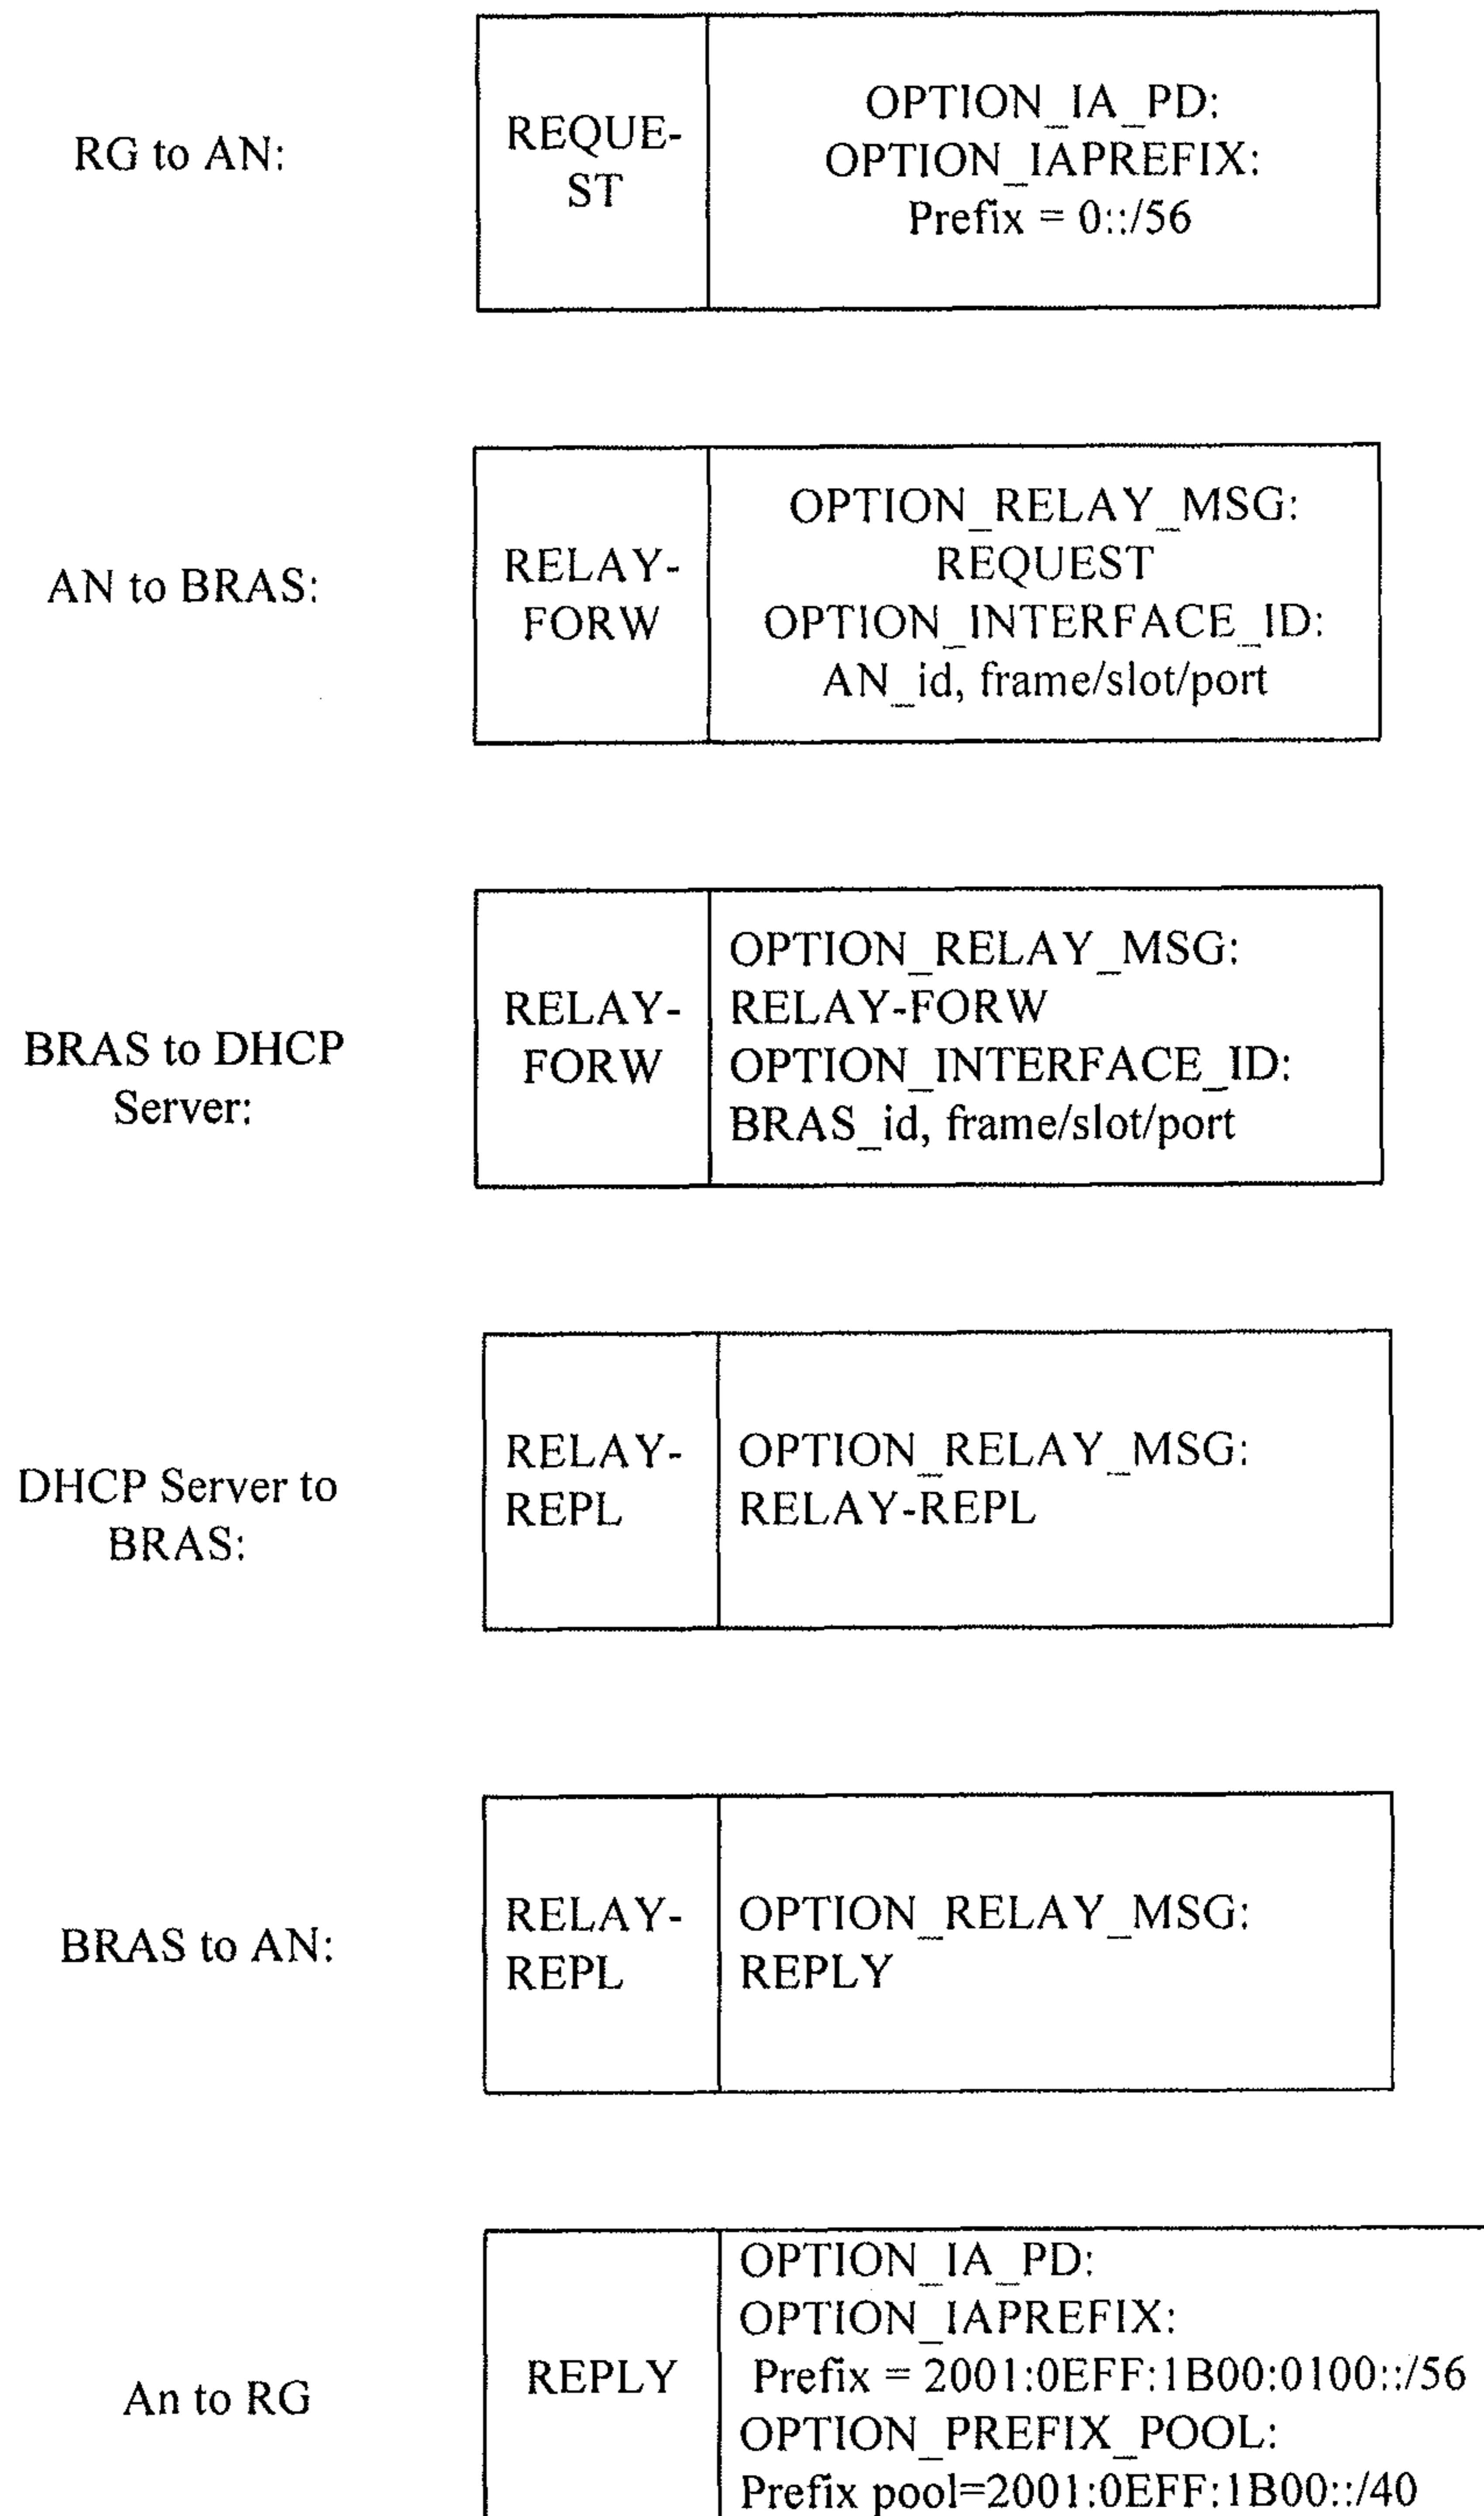 RG to AN:
REQUE-
ST
OPTION_IA_PD:
OPTION_IAPREFIX:
Prefix = 0::/56
AN to BRAS:
RELAY-
FORW
OPTION_RELAY_MSG:
REQUEST
OPTION_INTERFACE_ID:
AN_id, frame/slot/port
BRAS to DHCP
Server:
RELAY-
FORW
OPTION_RELAY_MSG:
RELAY-FORW
OPTION_INTERFACE_ID:
BRAS_id, frame/slot/port
DHCP Server to
BRAS:
RELAY-
REPL
OPTION_RELAY_MSG:
RELAY-REPL
BRAS to AN:
RELAY-
REPL
OPTION_RELAY_MSG:
REPLY
An to RG
REPLY
OPTION_IA_PD:
OPTION_IAPREFIX:
Prefix = 2001:0EFF:1B00:0100::/56
OPTION_PREFIX_POOL:
Prefix pool=2001:0EFF:1B00::/40